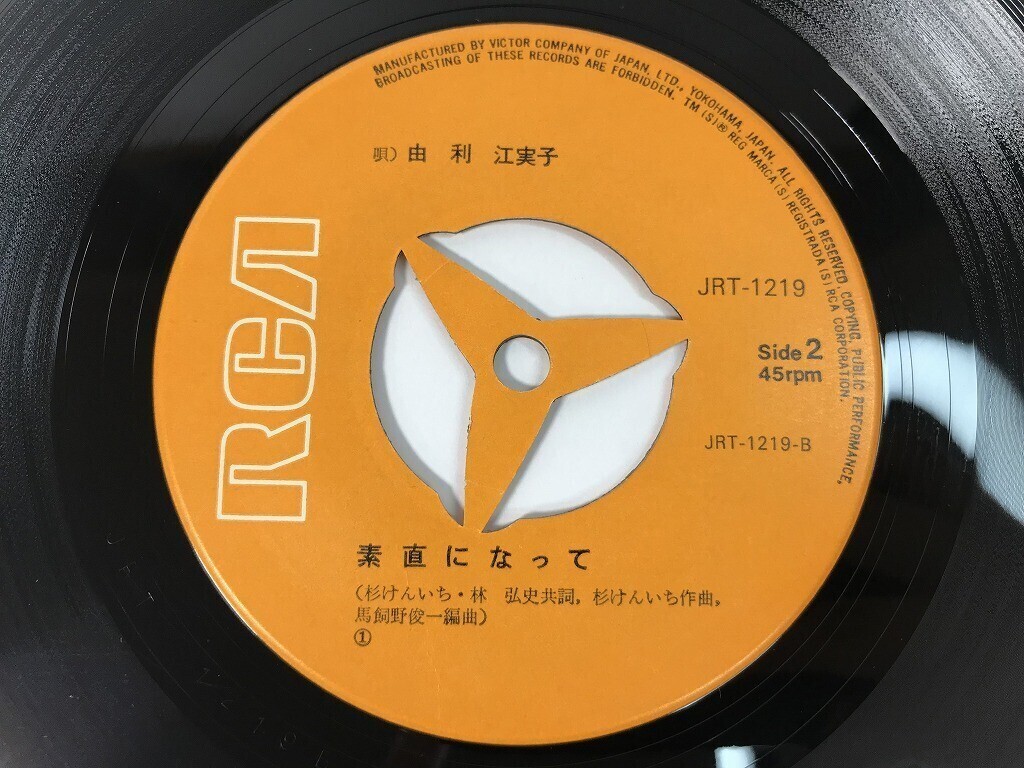 MANUFACTURED BY VICTOR COMPANY OF JAPAN, LTD., YOKOHAMA, JAPAN. ALL RIGHTS RESERVED. COPYING, PUBLIC PERFORMANCE,
BROADCASTING OF THESE RECORDS ARE FORBIDDEN. TM(S)® REG MARCA(S) REGISTRADA(S) RCA CORPORATION.
唄）由利 江実子
RCA
JRT-1219
Side 2
45rpm
JRT-1219-B
素直になって
（杉けんいち・林 弘史共詞，杉けんいち作曲，
馬飼野俊一編曲）
①